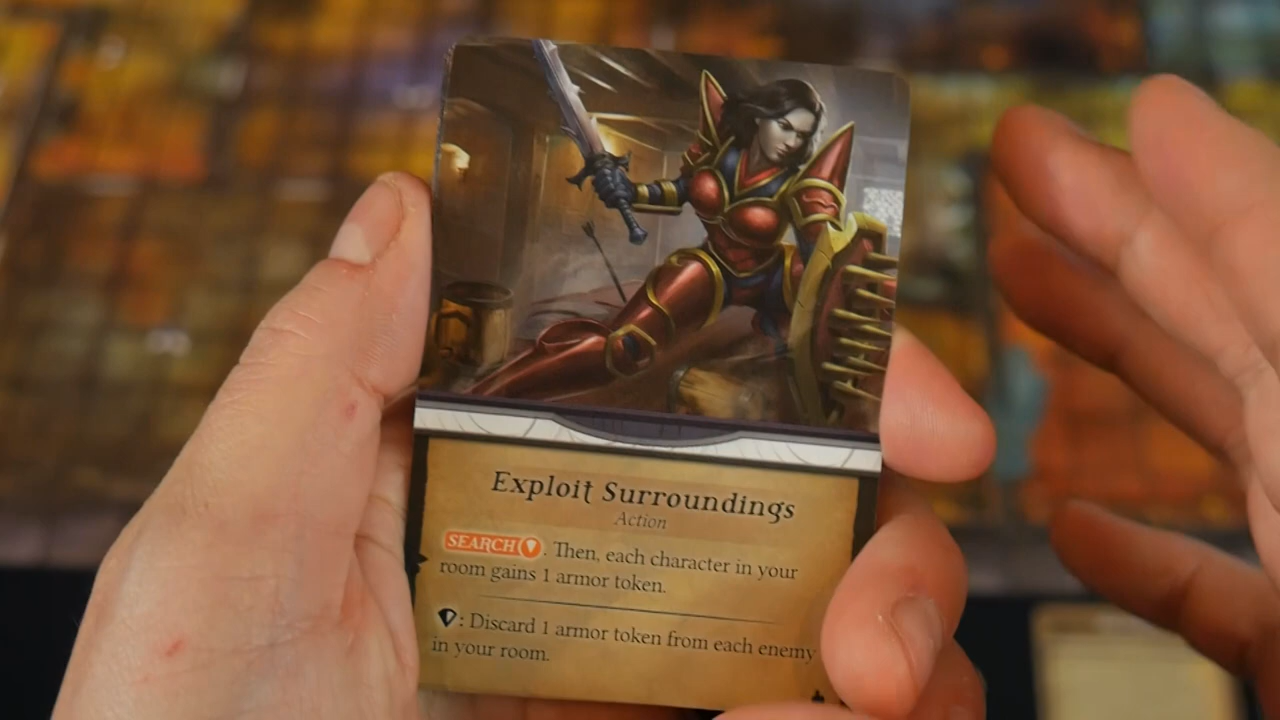 Exploit Surroundings
Action
SEARCH. Then, each character in your
room gains 1 armor token.
: Discard 1 armor token from each enemy
in your room.